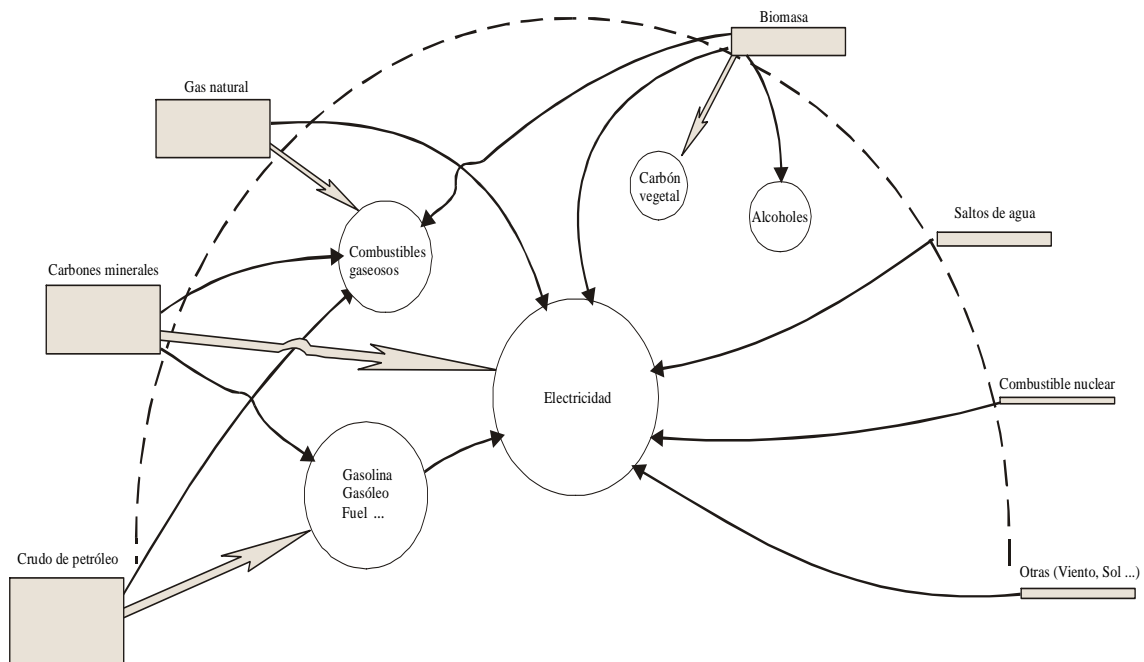 Biomasa
Gas natural
Carbón
vegetal
Alcoholes
Saltos de agua
Combustibles
gaseosos
Carbones minerales
Combustible nuclear
Electricidad
Gasolina
Gasóleo
Fuel ...
Crudo de petróleo
Otras (Viento, Sol ...)